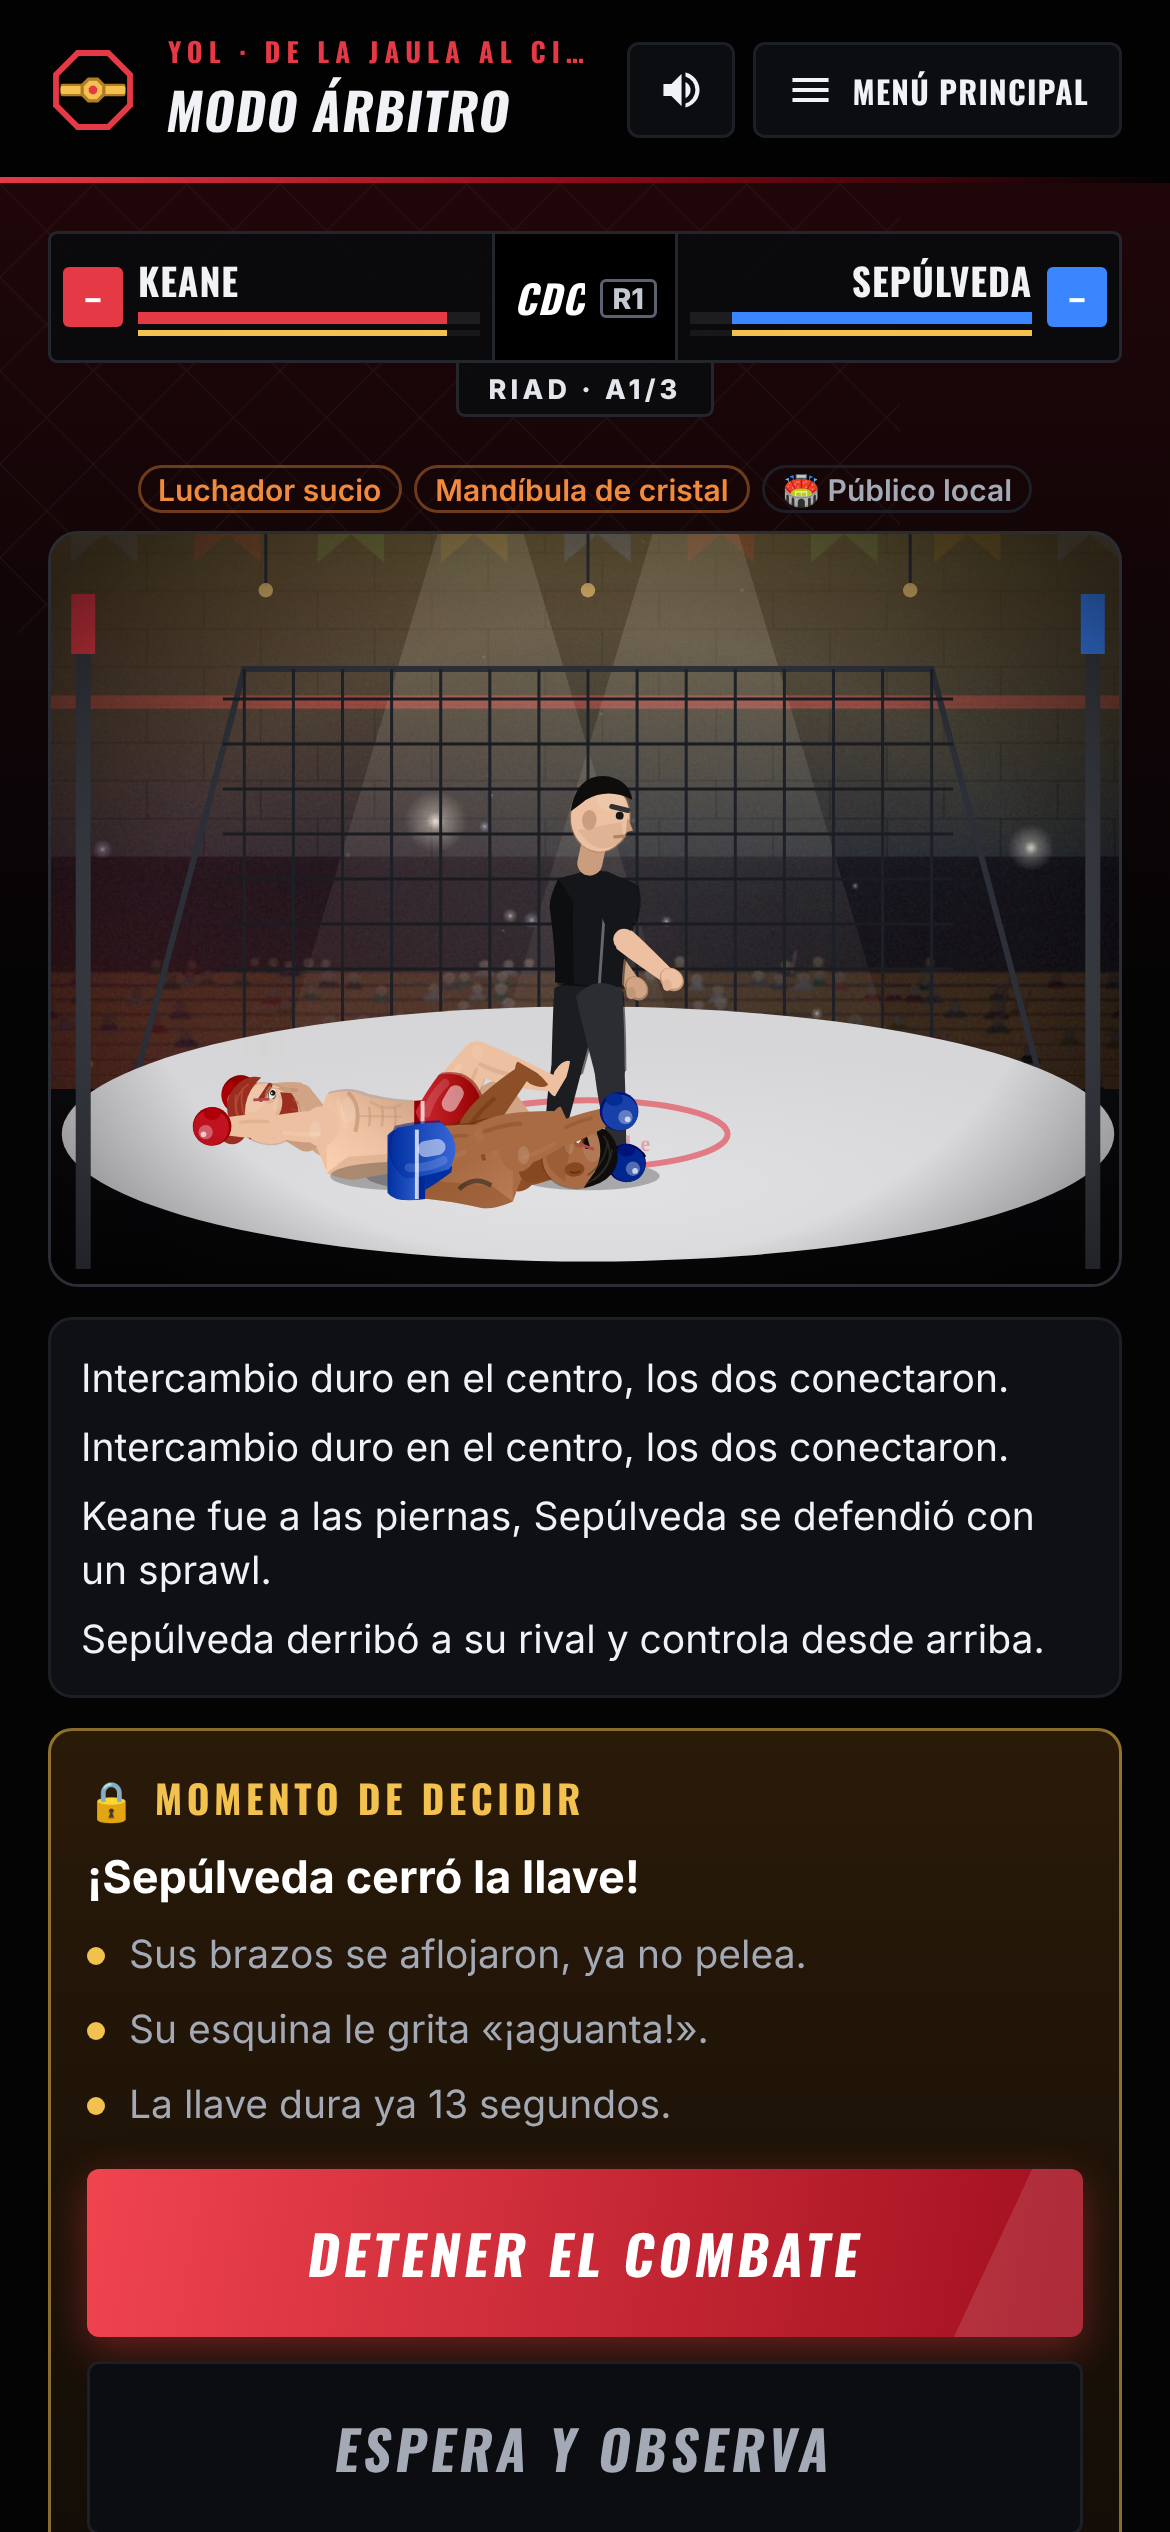 YOL · DE LA JAULA AL CI…
MODO ÁRBITRO
MENÚ PRINCIPAL
KEANE
CDC R1
SEPÚLVEDA
RIAD · A1/3
Luchador sucio
Mandíbula de cristal
Público local
Intercambio duro en el centro, los dos conectaron.
Intercambio duro en el centro, los dos conectaron.
Keane fue a las piernas, Sepúlveda se defendió con
un sprawl.
Sepúlveda derribó a su rival y controla desde arriba.
MOMENTO DE DECIDIR
¡Sepúlveda cerró la llave!
Sus brazos se aflojaron, ya no pelea.
Su esquina le grita «¡aguanta!».
La llave dura ya 13 segundos.
DETENER EL COMBATE
ESPERA Y OBSERVA